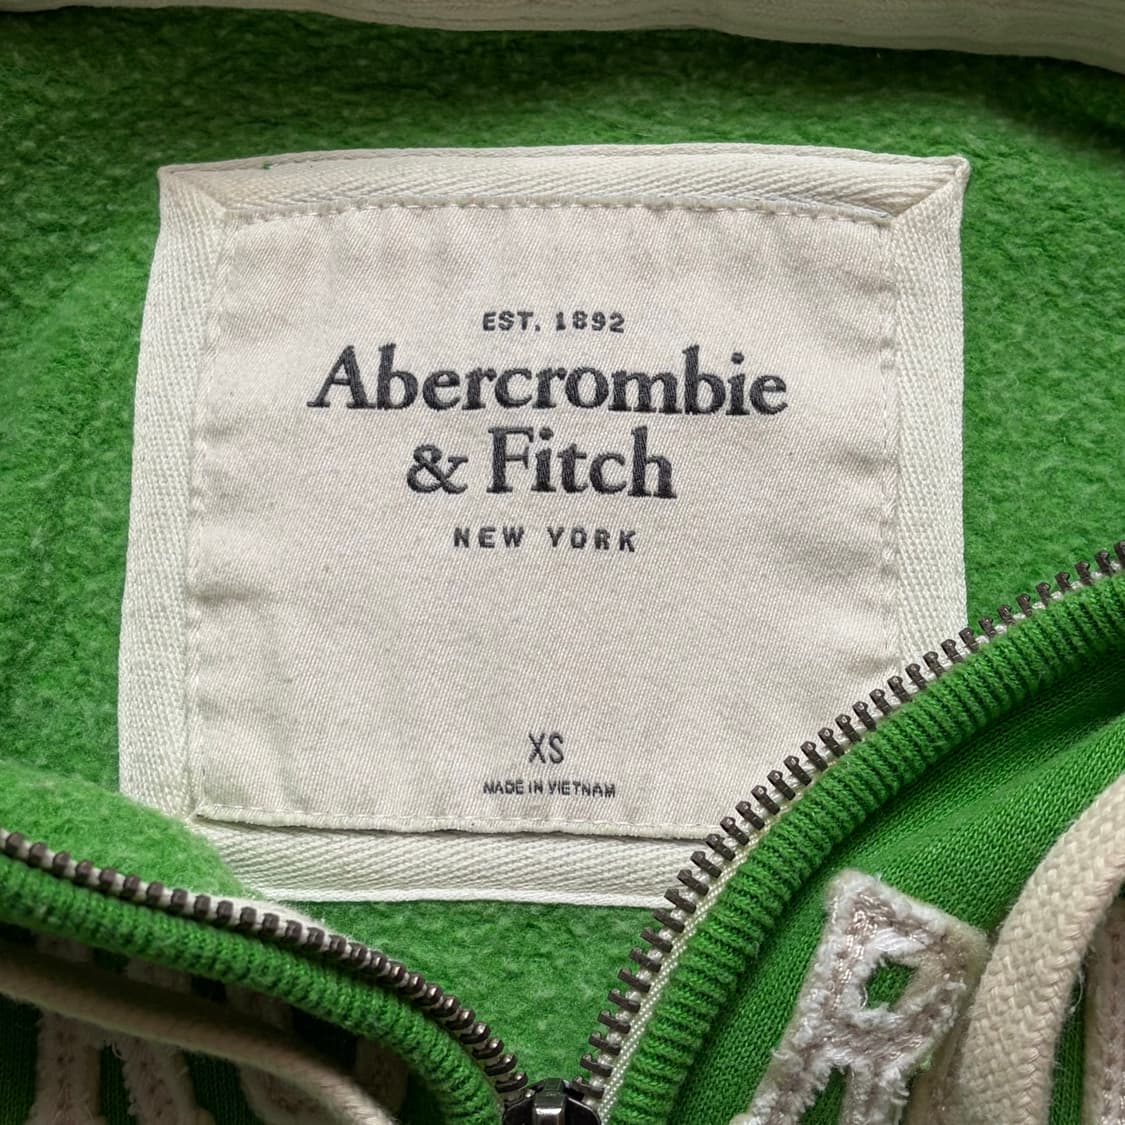 EST. 1892
Abercrombie
& Fitch
NEW YORK
XS
MADE IN VIETNAM
R